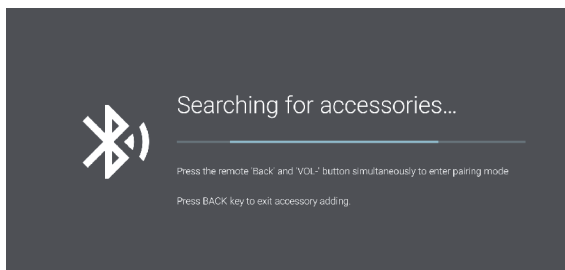 Searching for accessories...
Press the remote 'Back' and 'VOL-' button simultaneously to enter pairing mode
Press BACK key to exit accessory adding.